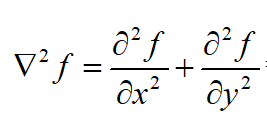 ∇²f = ∂²f/∂x² + ∂²f/∂y²